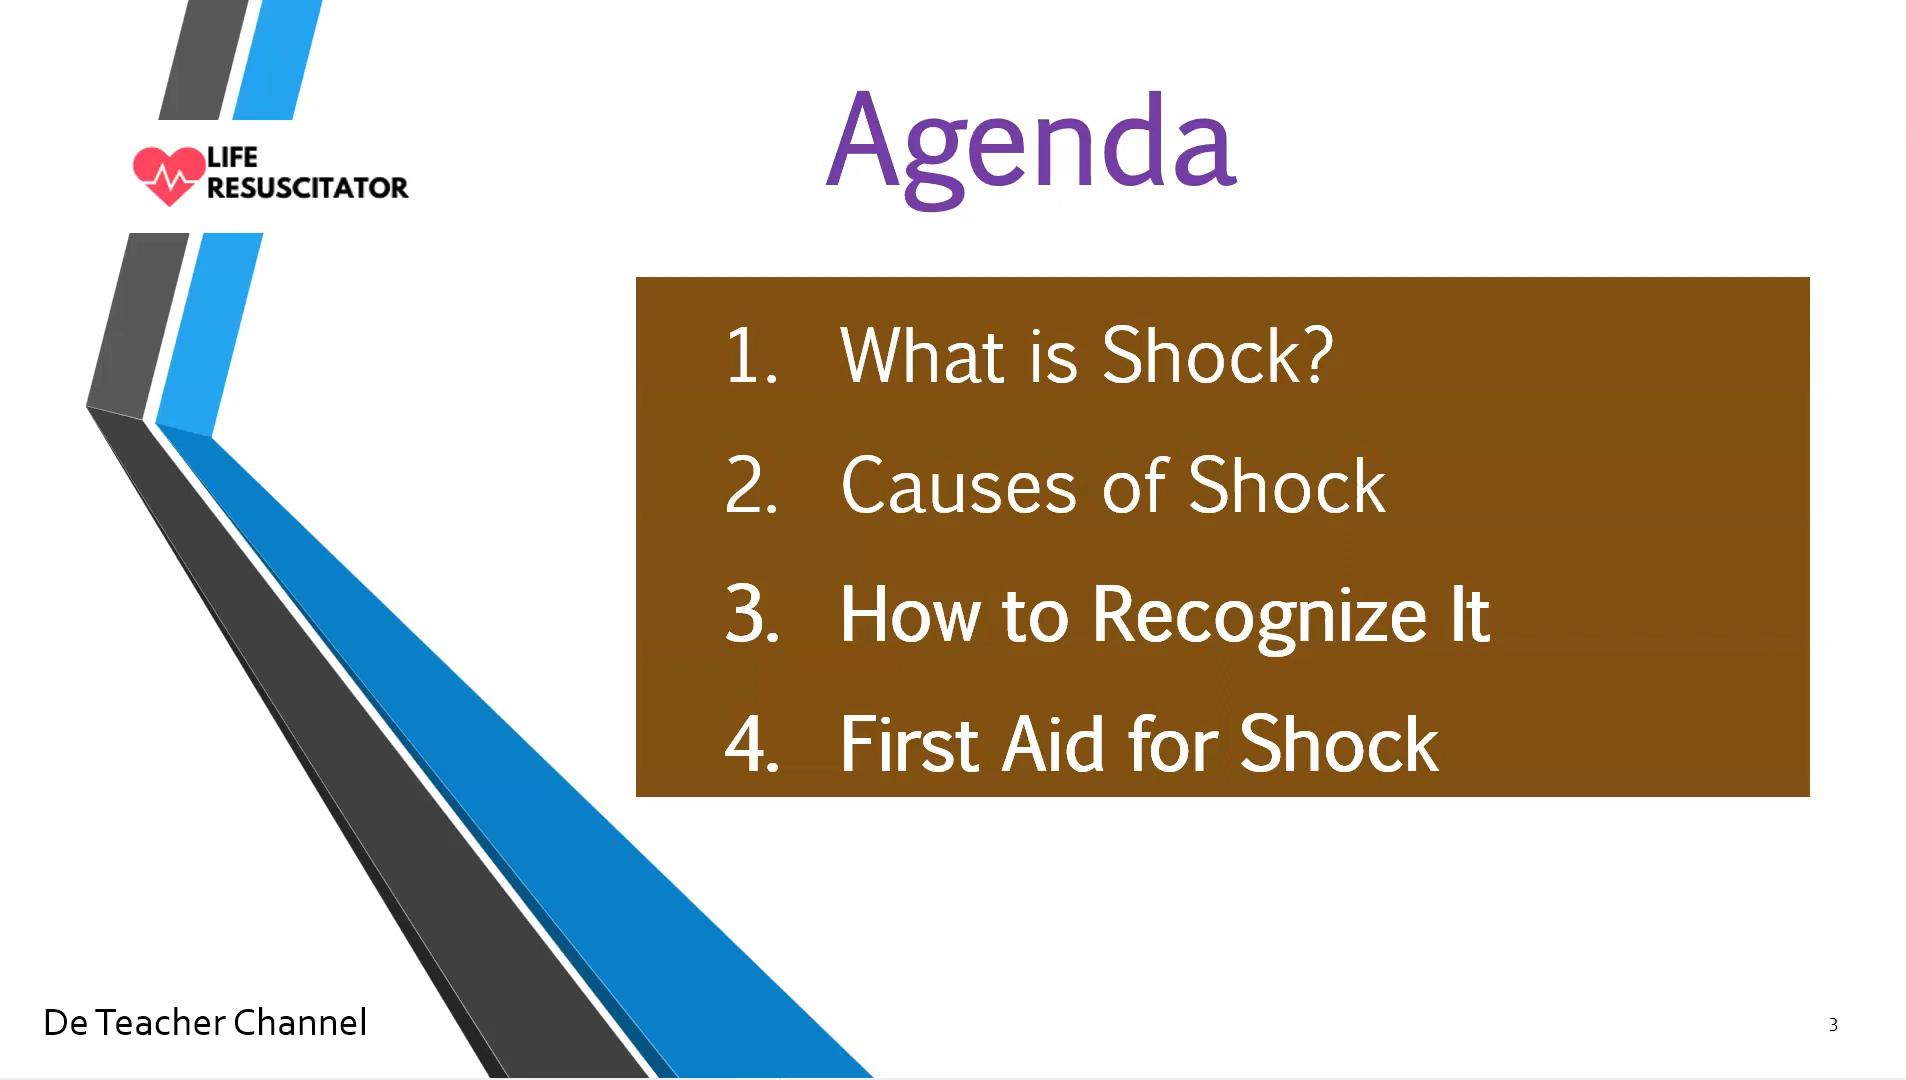 Agenda
LIFE
RESUSCITATOR
1. What is Shock?
2. Causes of Shock
3. How to Recognize It
4. First Aid for Shock
De Teacher Channel
3